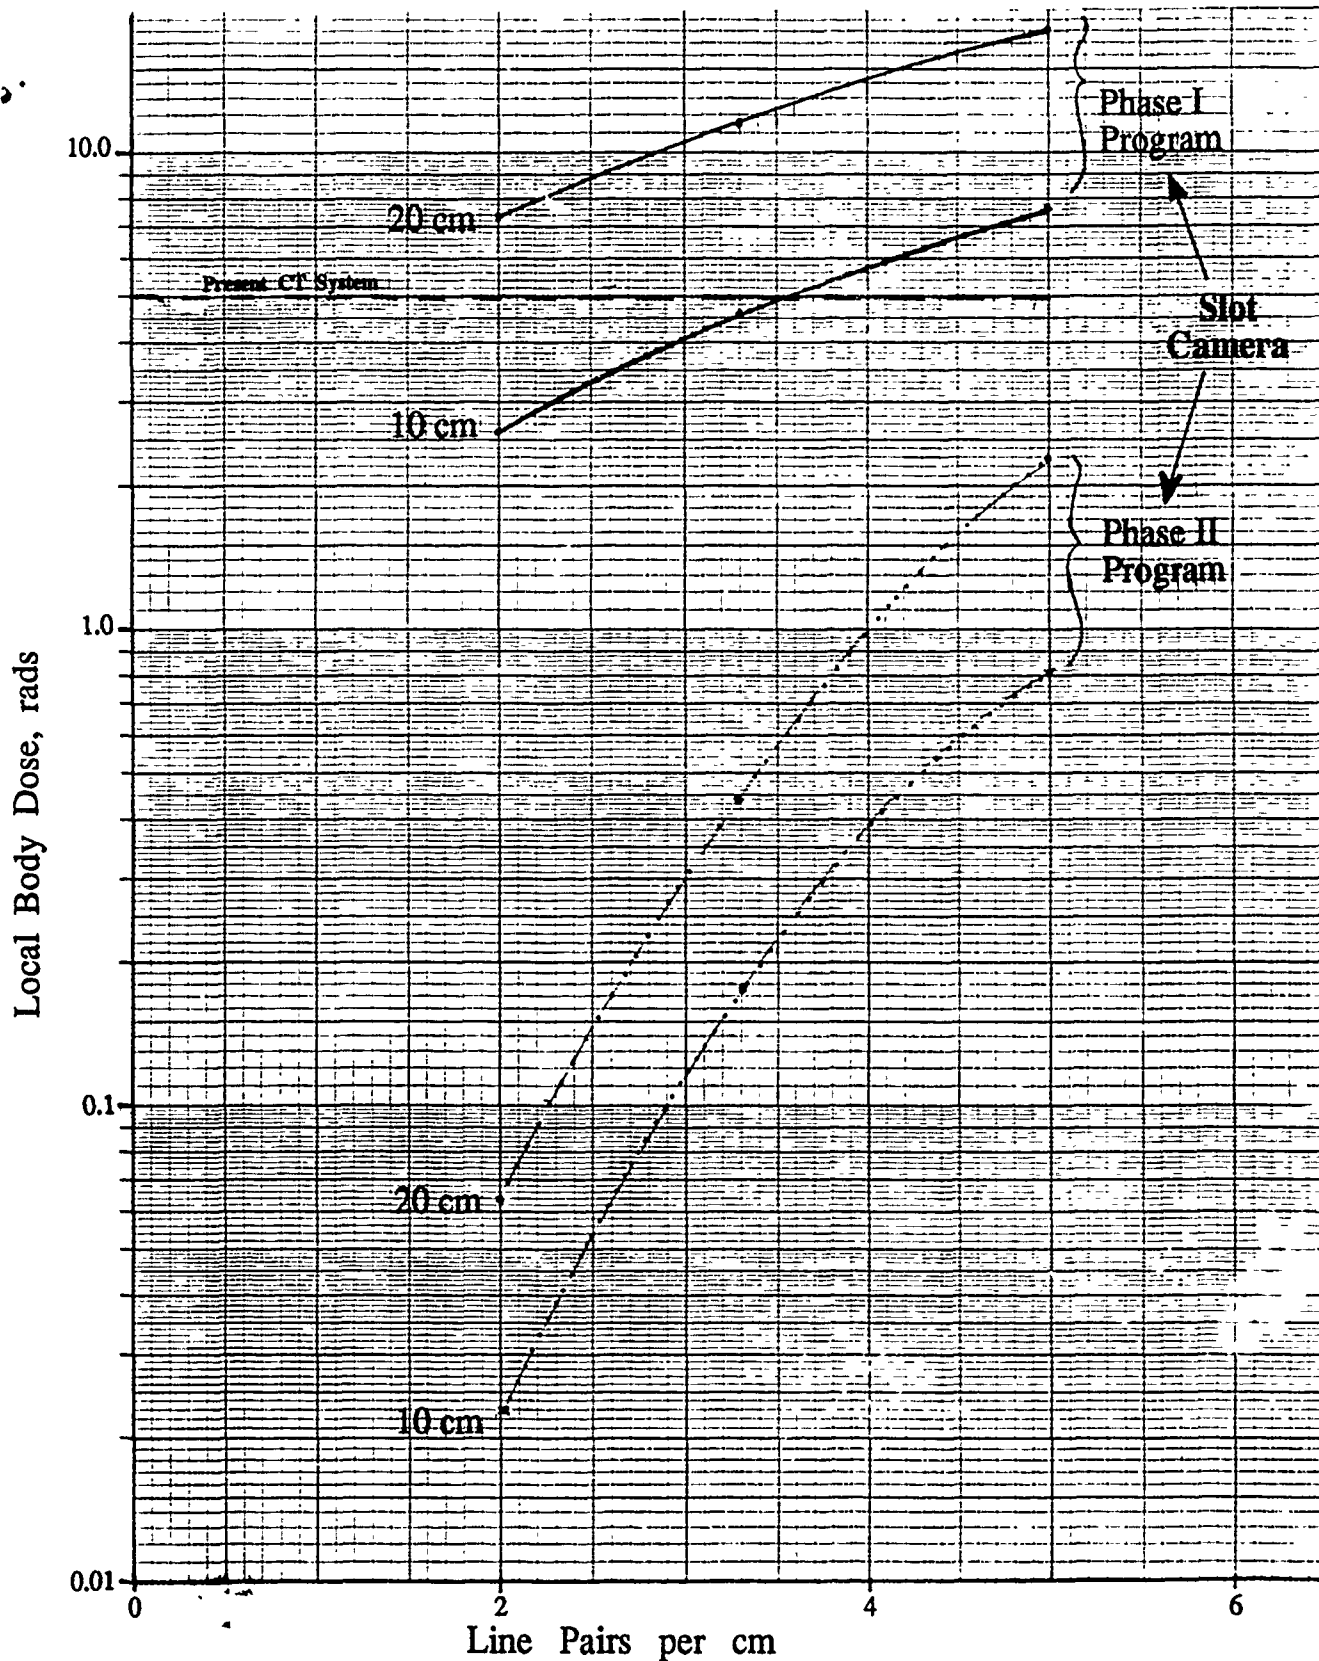 10.0
1.0
0.1
0.01
0
2
4
6
Local Body Dose, rads
Line Pairs per cm
20 cm
Present CT System
10 cm
20 cm
10 cm
Phase I
Program
Slot
Camera
Phase II
Program